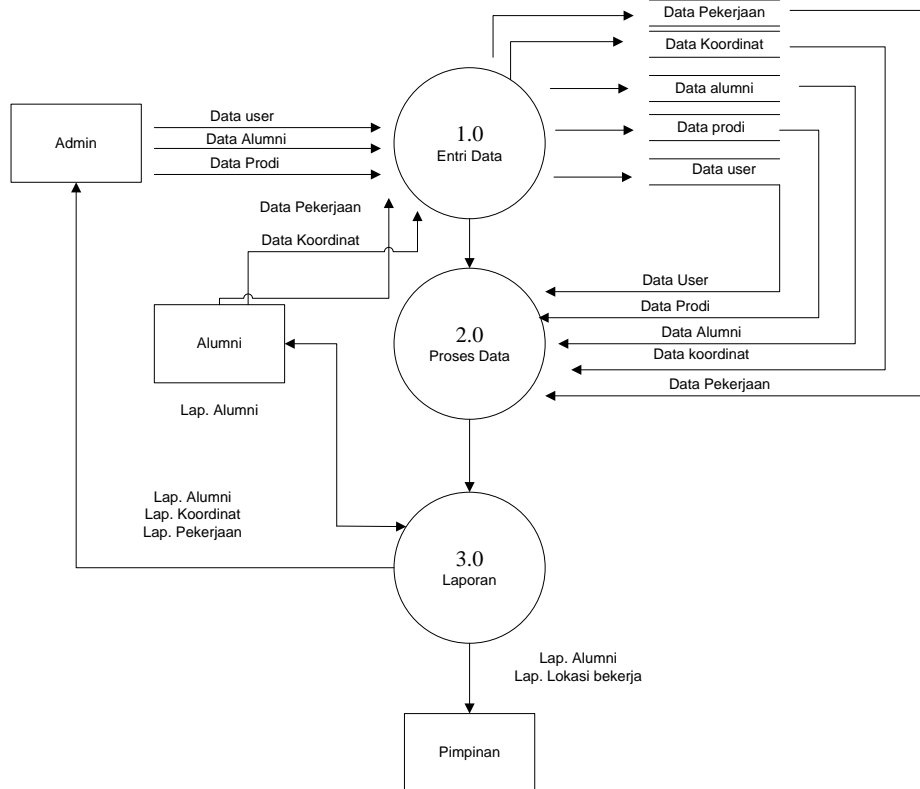 Data Pekerjaan
Data Koordinat
Data alumni
Data prodi
Data user
Data user
Data Alumni
Data Prodi
Admin
1.0
Entri Data
Data Pekerjaan
Data Koordinat
Data User
Data Prodi
Data Alumni
Data koordinat
Data Pekerjaan
2.0
Proses Data
Alumni
Lap. Alumni
Lap. Alumni
Lap. Koordinat
Lap. Pekerjaan
3.0
Laporan
Lap. Alumni
Lap. Lokasi bekerja
Pimpinan